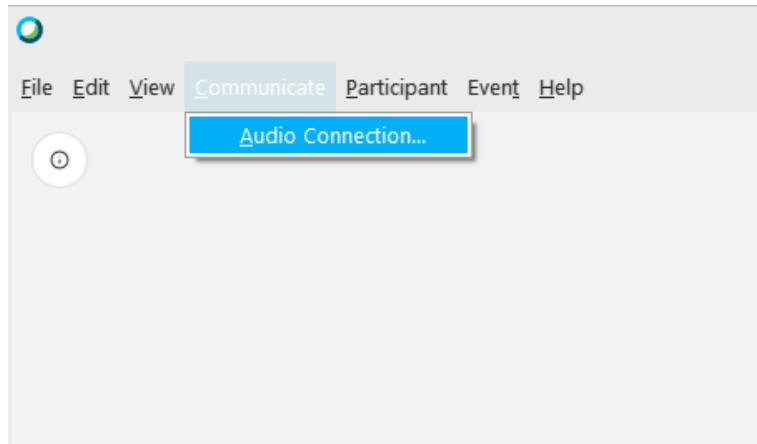 File Edit View Communicate Participant Event Help
Audio Connection...